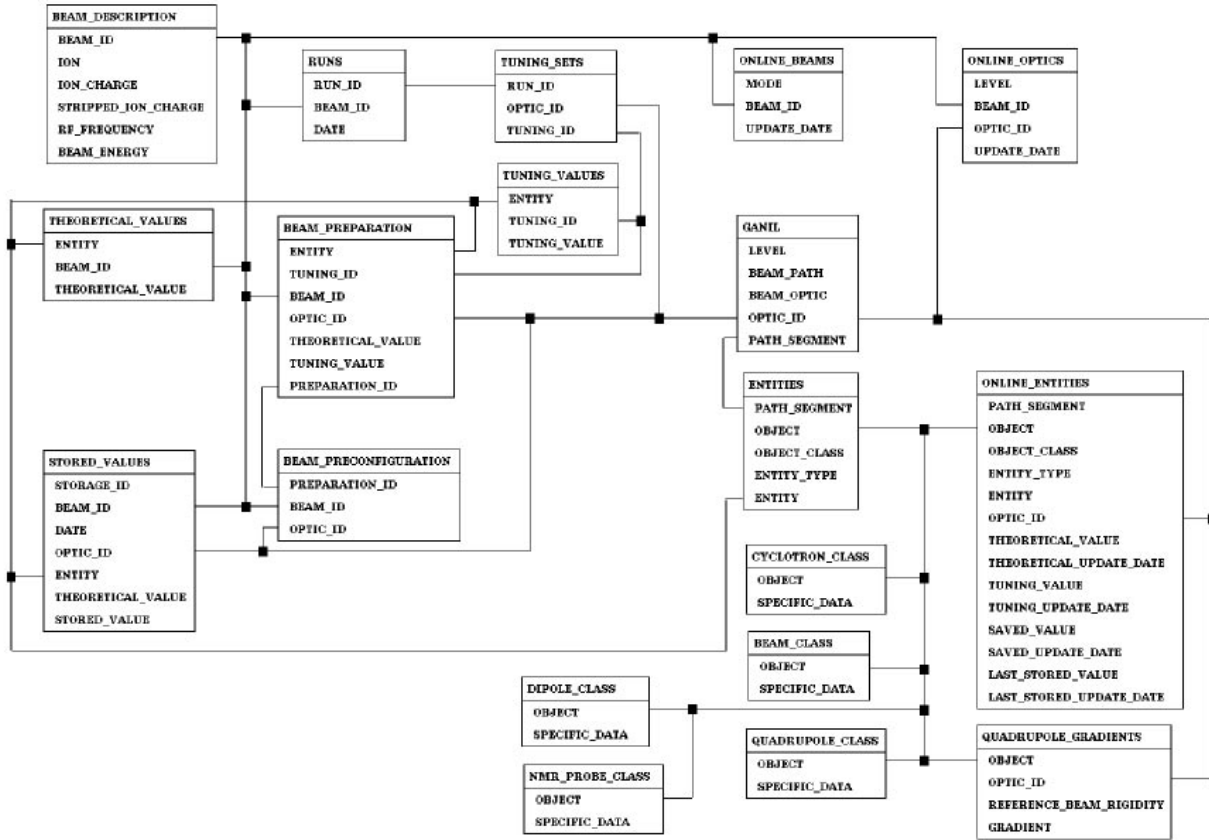 BEAM_DESCRIPTION
BEAM_ID
ION
ION_CHARGE
STRIPPED_ION_CHARGE
RF_FREQUENCY
BEAM_ENERGY
RUNS
RUN_ID
BEAM_ID
DATE
TUNING_SETS
RUN_ID
OPTIC_ID
TUNING_ID
ONLINE_BEAMS
MODE
BEAM_ID
UPDATE_DATE
ONLINE_OPTICS
LEVEL
BEAM_ID
OPTIC_ID
UPDATE_DATE
TUNING_VALUES
ENTITY
TUNING_ID
TUNING_VALUE
THEORETICAL_VALUES
ENTITY
BEAM_ID
THEORETICAL_VALUE
BEAM_PREPARATION
ENTITY
TUNING_ID
BEAM_ID
OPTIC_ID
THEORETICAL_VALUE
TUNING_VALUE
PREPARATION_ID
GANIL
LEVEL
BEAM_PATH
BEAM_OPTIC
OPTIC_ID
PATH_SEGMENT
ENTITIES
PATH_SEGMENT
OBJECT
OBJECT_CLASS
ENTITY_TYPE
ENTITY
ONLINE_ENTITIES
PATH_SEGMENT
OBJECT
OBJECT_CLASS
ENTITY_TYPE
ENTITY
OPTIC_ID
THEORETICAL_VALUE
THEORETICAL_UPDATE_DATE
TUNING_VALUE
TUNING_UPDATE_DATE
SAVED_VALUE
SAVED_UPDATE_DATE
LAST_STORED_VALUE
LAST_STORED_UPDATE_DATE
STORED_VALUES
STORAGE_ID
BEAM_ID
DATE
OPTIC_ID
ENTITY
THEORETICAL_VALUE
STORED_VALUE
BEAM_PRECONFIGURATION
PREPARATION_ID
BEAM_ID
OPTIC_ID
CYCLOTRON_CLASS
OBJECT
SPECIFIC_DATA
BEAM_CLASS
OBJECT
SPECIFIC_DATA
DIPOLE_CLASS
OBJECT
SPECIFIC_DATA
QUADRUPOLE_CLASS
OBJECT
SPECIFIC_DATA
QUADRUPOLE_GRADIENTS
OBJECT
OPTIC_ID
REFERENCE_BEAM_RIGIDITY
GRADIENT
NMR_PROBE_CLASS
OBJECT
SPECIFIC_DATA